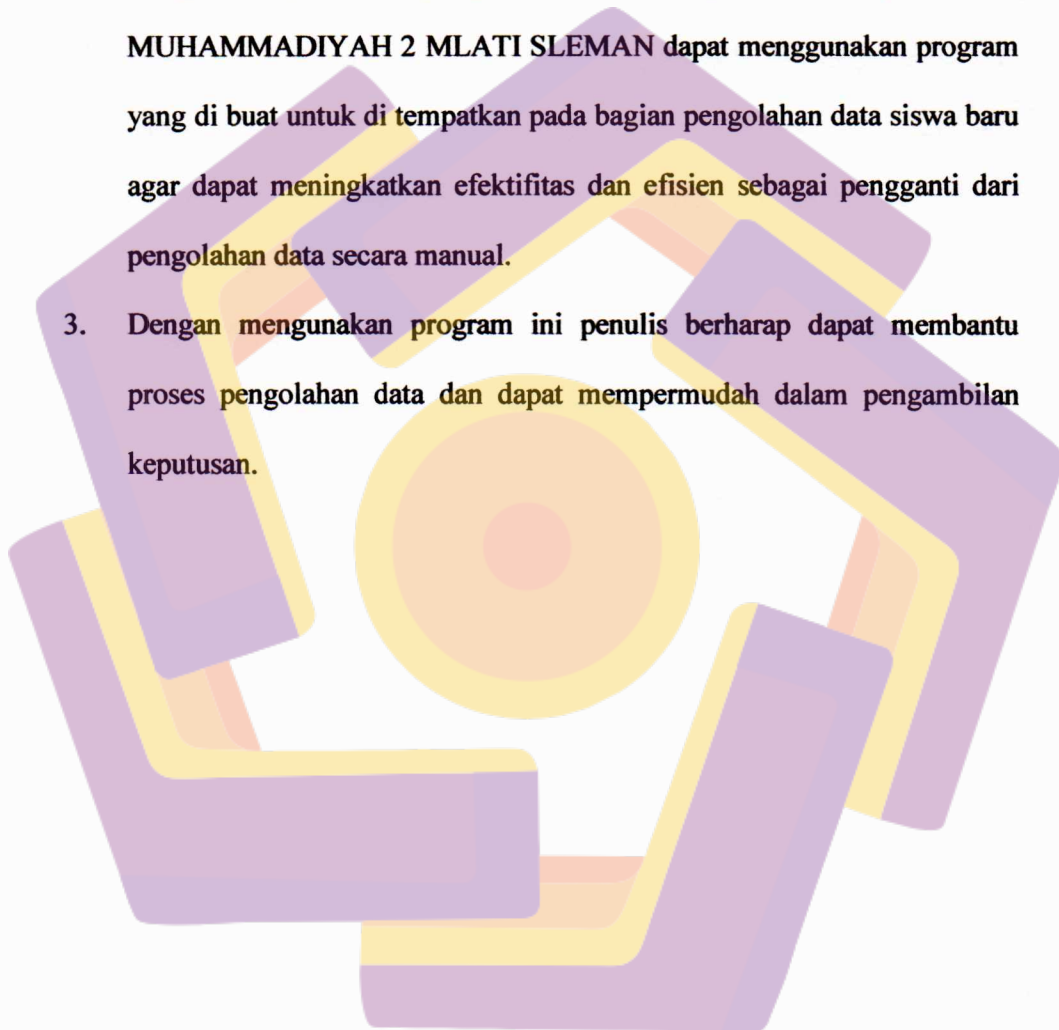 MUHAMMADIYAH 2 MLATI SLEMAN dapat menggunakan program
yang di buat untuk di tempatkan pada bagian pengolahan data siswa baru
agar dapat meningkatkan efektifitas dan efisien sebagai pengganti dari
pengolahan data secara manual.
3. Dengan mengunakan program ini penulis berharap dapat membantu
proses pengolahan data dan dapat mempermudah dalam pengambilan
keputusan.